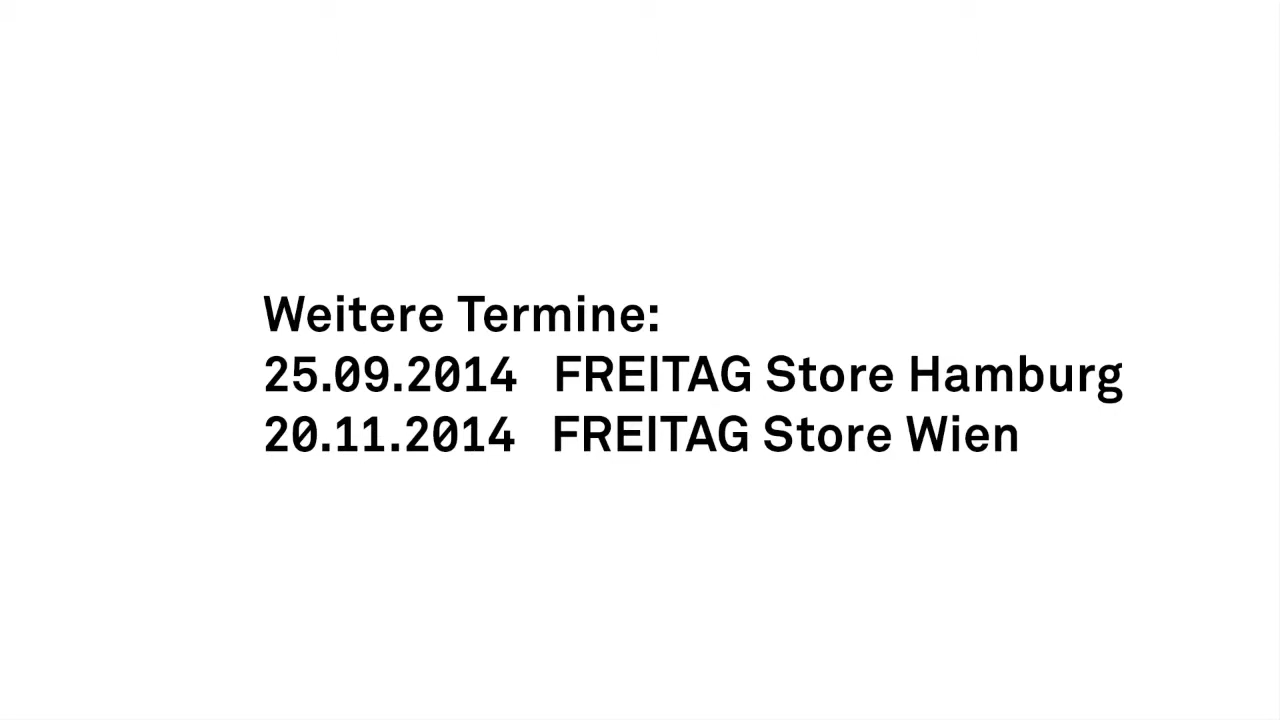 Weitere Termine:
25.09.2014 FREITAG Store Hamburg
20.11.2014 FREITAG Store Wien